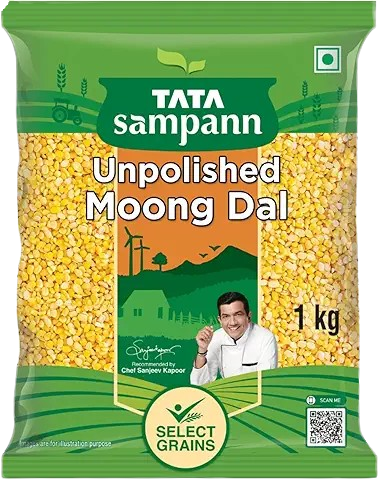 TATA
sampann
Unpolished
Moong Dal
1 kg
Recommended by
Chef Sanjeev Kapoor
SCAN ME
SELECT
GRAINS
Images are for illustration purpose